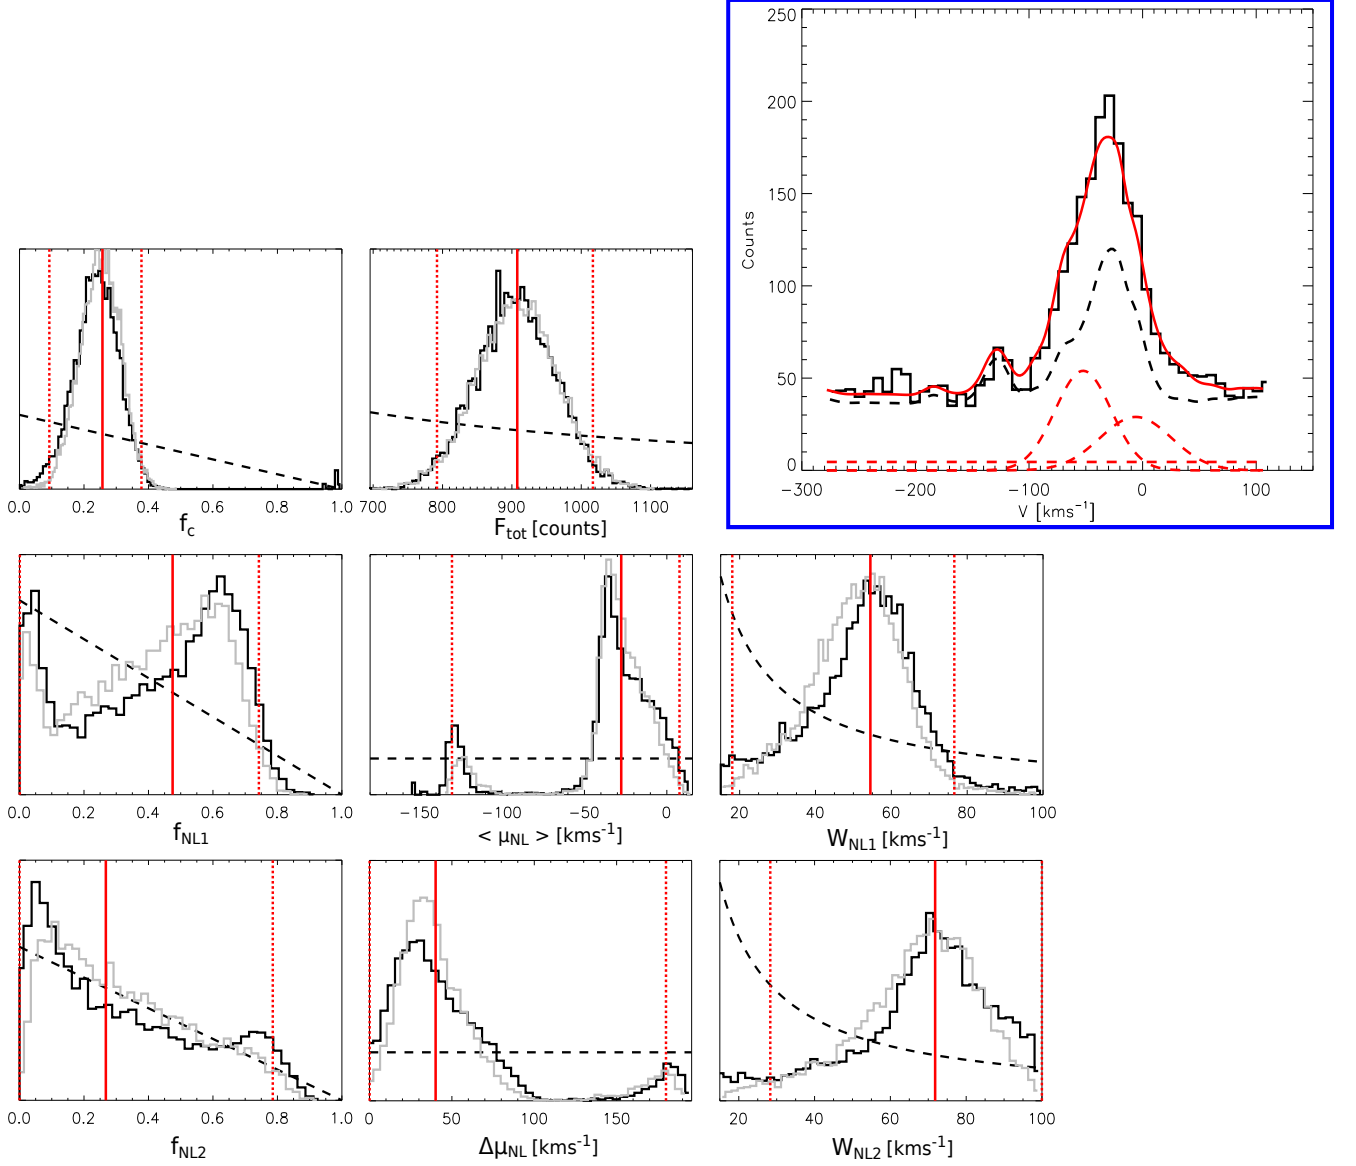 250
200
150
100
50
0
Counts
−300 −200 −100 0 100
V [kms⁻¹]
0.0 0.2 0.4 0.6 0.8 1.0
f_c
700 800 900 1000 1100
F_tot [counts]
0.0 0.2 0.4 0.6 0.8 1.0
f_NL1
−150 −100 −50 0
< μ_NL > [kms⁻¹]
20 40 60 80 100
W_NL1 [kms⁻¹]
0.0 0.2 0.4 0.6 0.8 1.0
f_NL2
0 50 100 150
Δμ_NL [kms⁻¹]
20 40 60 80 100
W_NL2 [kms⁻¹]